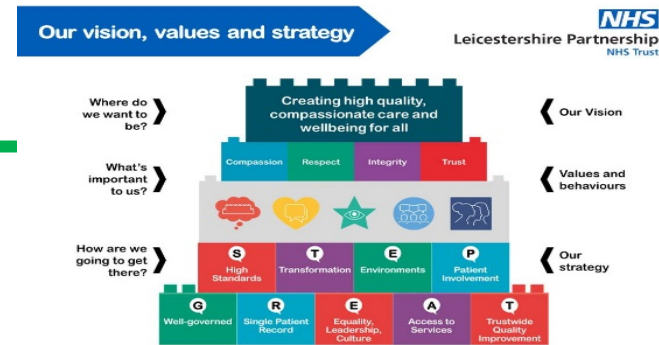 Our vision, values and strategy
NHS
Leicestershire Partnership
NHS Trust
Where do
we want to
be?
Creating high quality,
compassionate care and
wellbeing for all
Our Vision
What's
important
to us?
Compassion
Respect
Integrity
Trust
Values and
behaviours
How are we
going to get
there?
S
High
Standards
T
Transformation
E
Environments
P
Patient
Involvement
Our
strategy
G
Well-governed
R
Single Patient
Record
E
Equality,
Leadership,
Culture
A
Access to
Services
T
Trustwide
Quality
Improvement